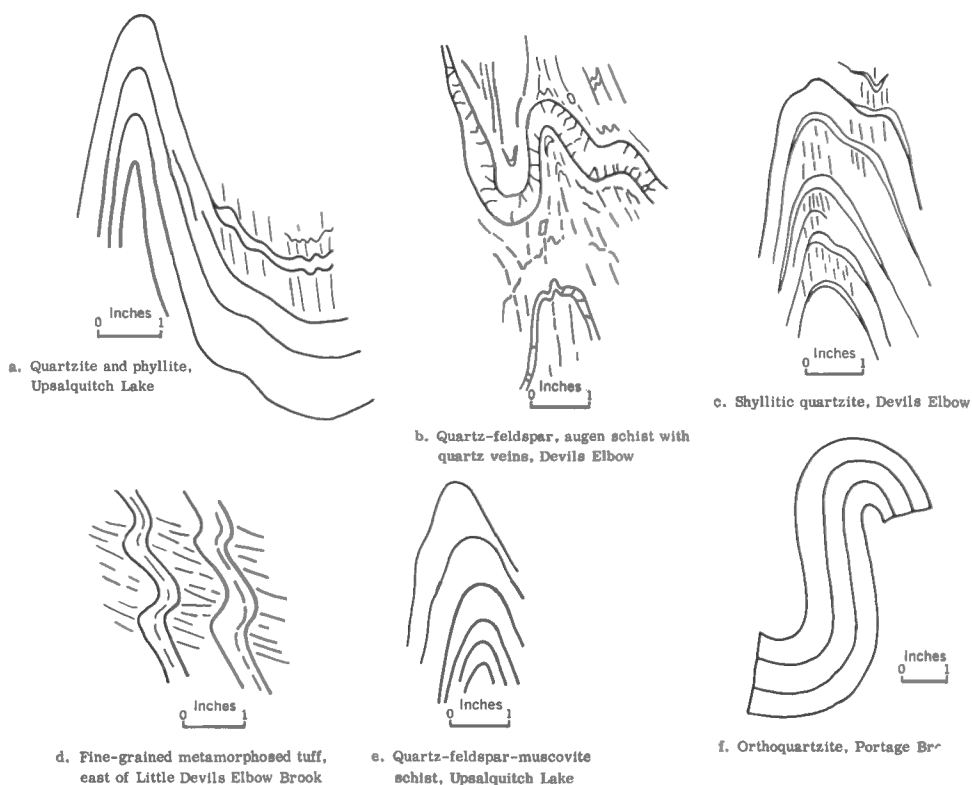 Inches
0 1
a. Quartzite and phyllite,
Upsalquitch Lake
Inches
0 1
b. Quartz-feldspar, augen schist with
quartz veins, Devils Elbow
Inches
0 1
c. Shyllitic quartzite, Devils Elbow
Inches
0 1
d. Fine-grained metamorphosed tuff,
east of Little Devils Elbow Brook
Inches
0 1
e. Quartz-feldspar-muscovite
schist, Upsalquitch Lake
Inches
0 1
f. Orthoquartzite, Portage